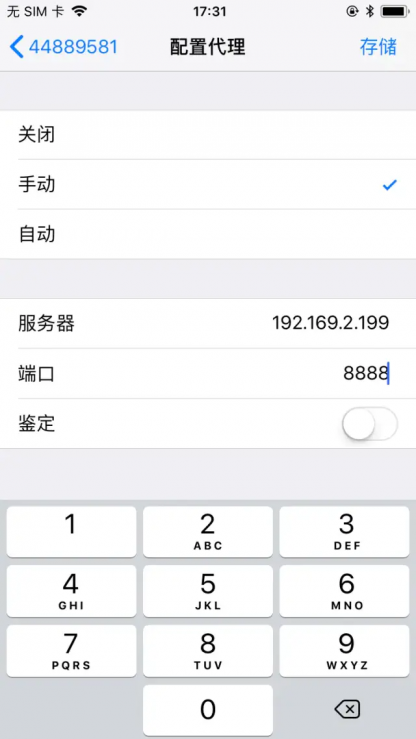 无 SIM 卡 17:31
44889581 配置代理 存储
关闭
手动
自动
服务器 192.169.2.199
端口 8888
鉴定
1 2 3
ABC DEF
4 5 6
GHI JKL MNO
7 8 9
PQRS TUV WXYZ
0